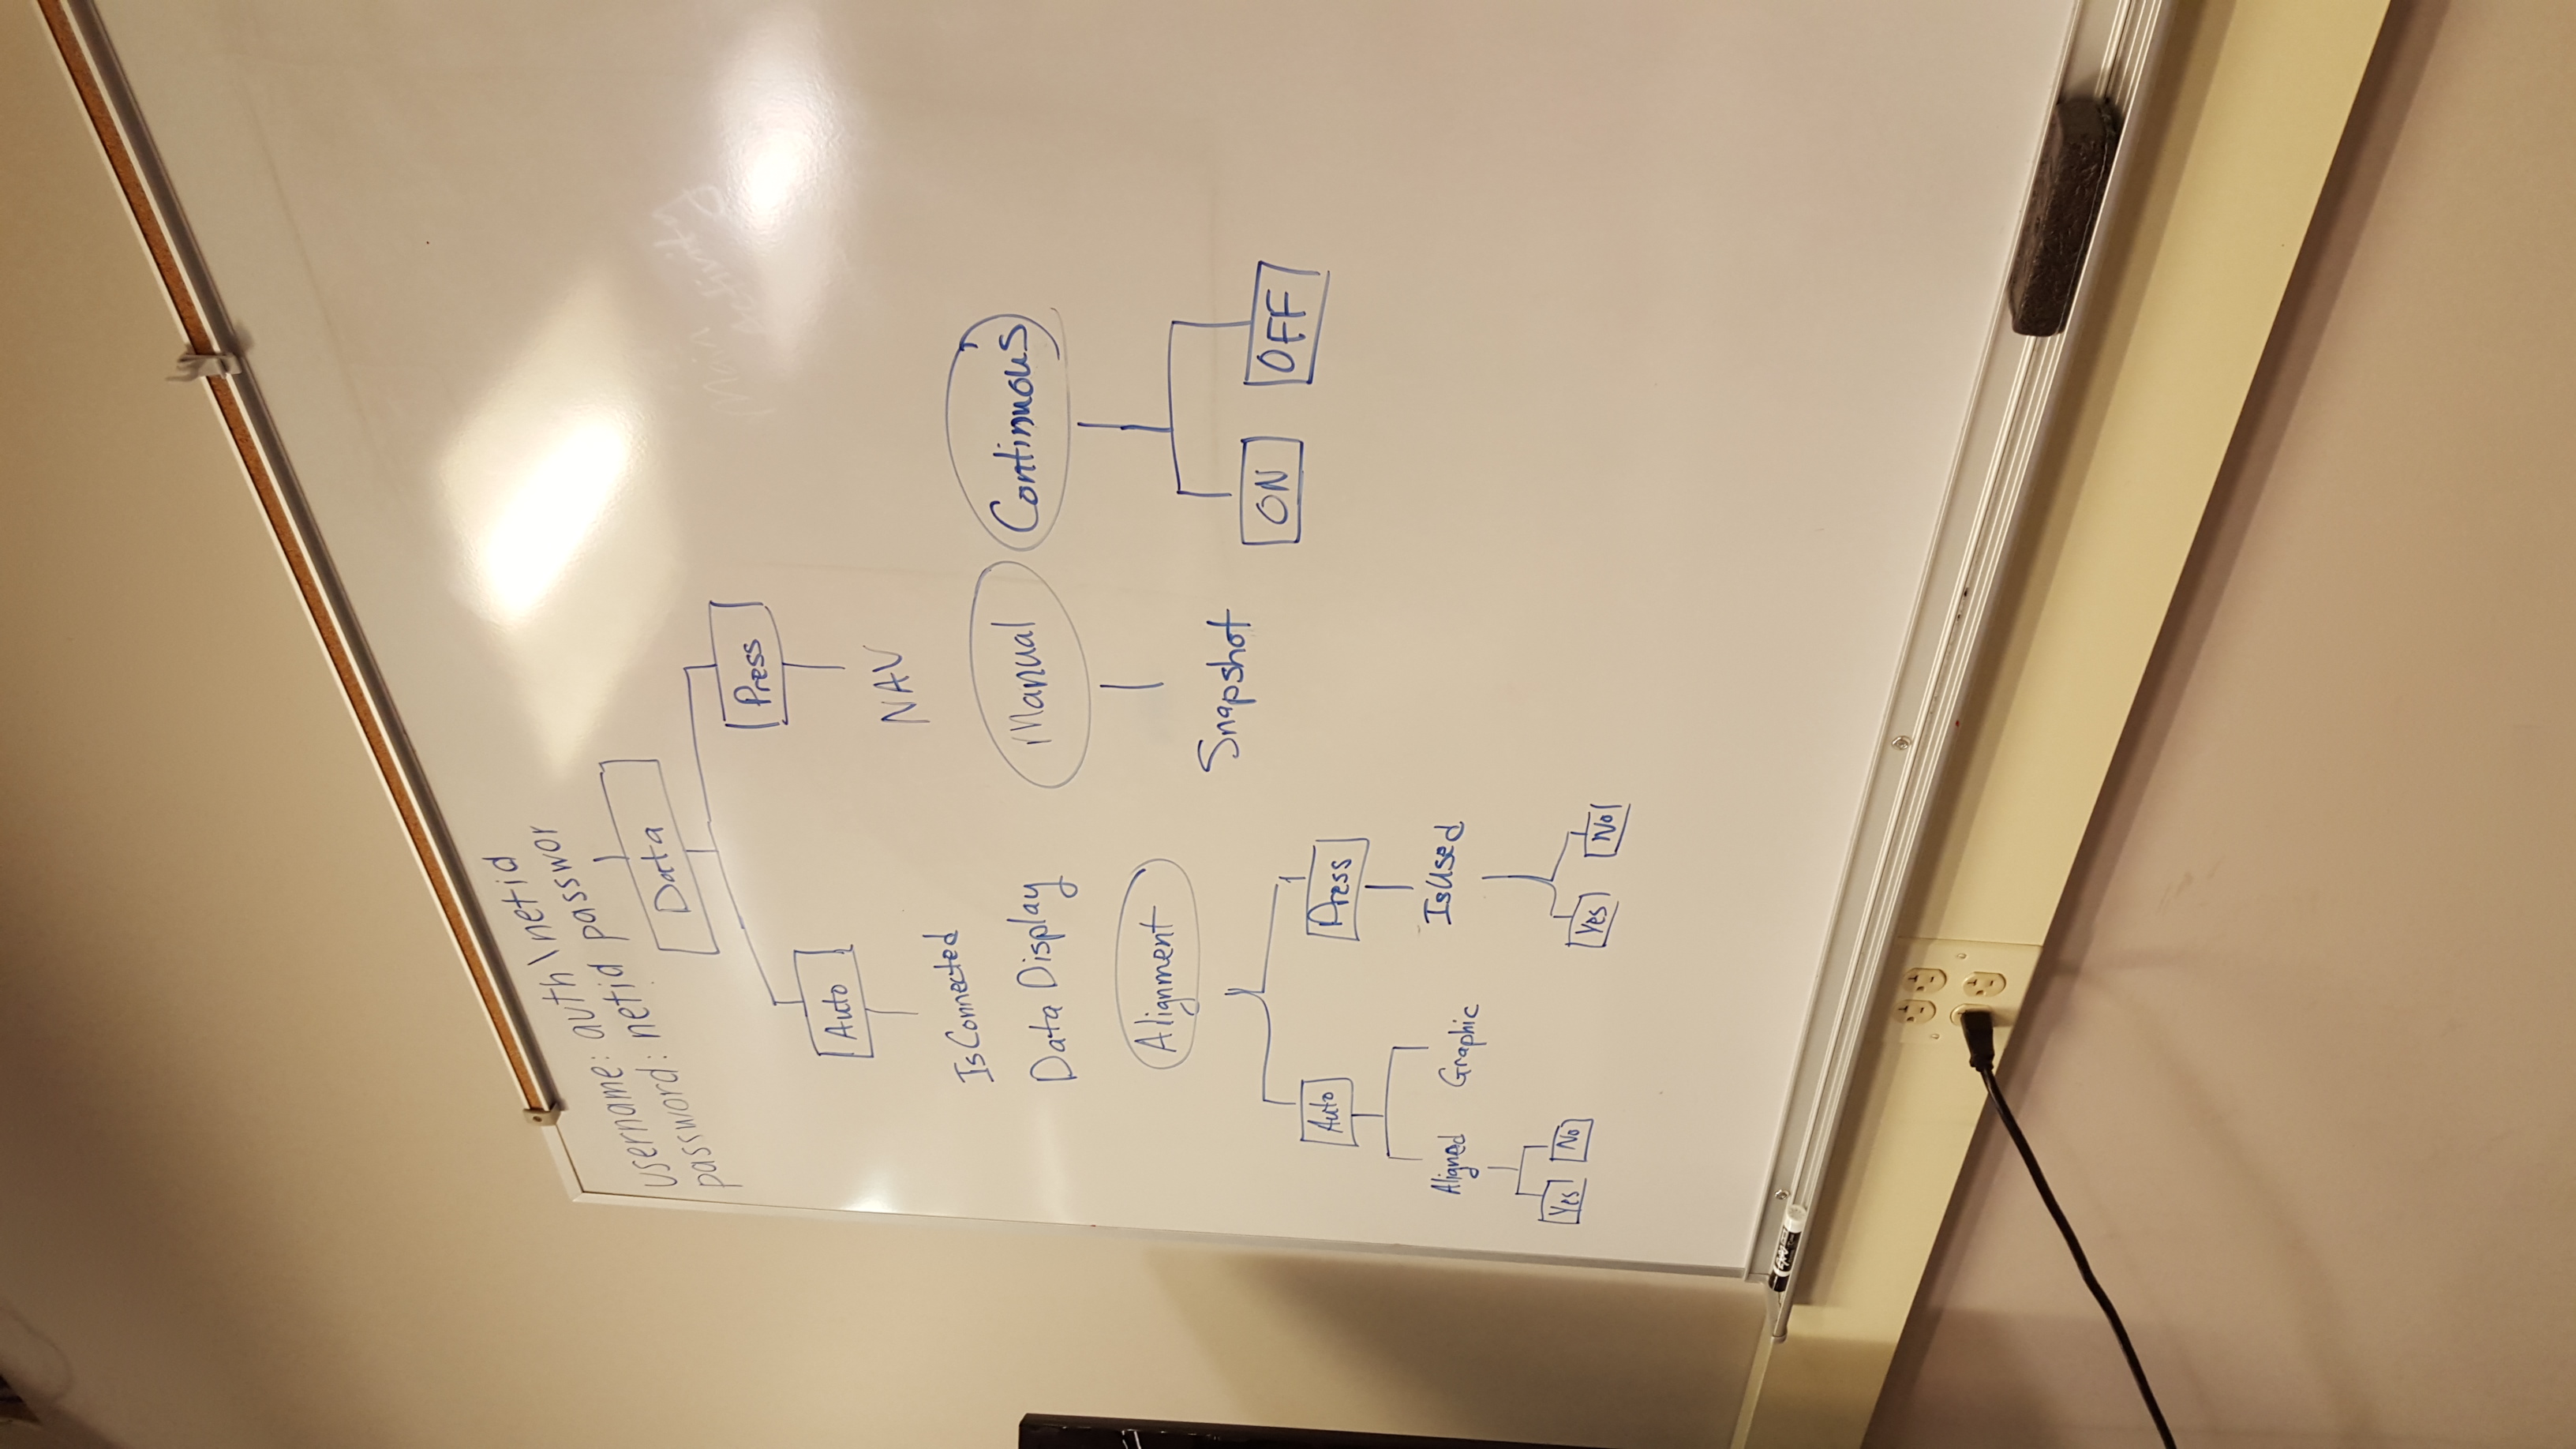 username: auth\netid
password: netid passwor
Data
Press
Auto
NAV
IsConnected
Data Display
Manual
Continuous
Alignment
Snapshot
ON
OFF
Auto
Press
Aligned
Graphic
IsUsed
Yes
No
Yes
No
Main
Activity
Expo